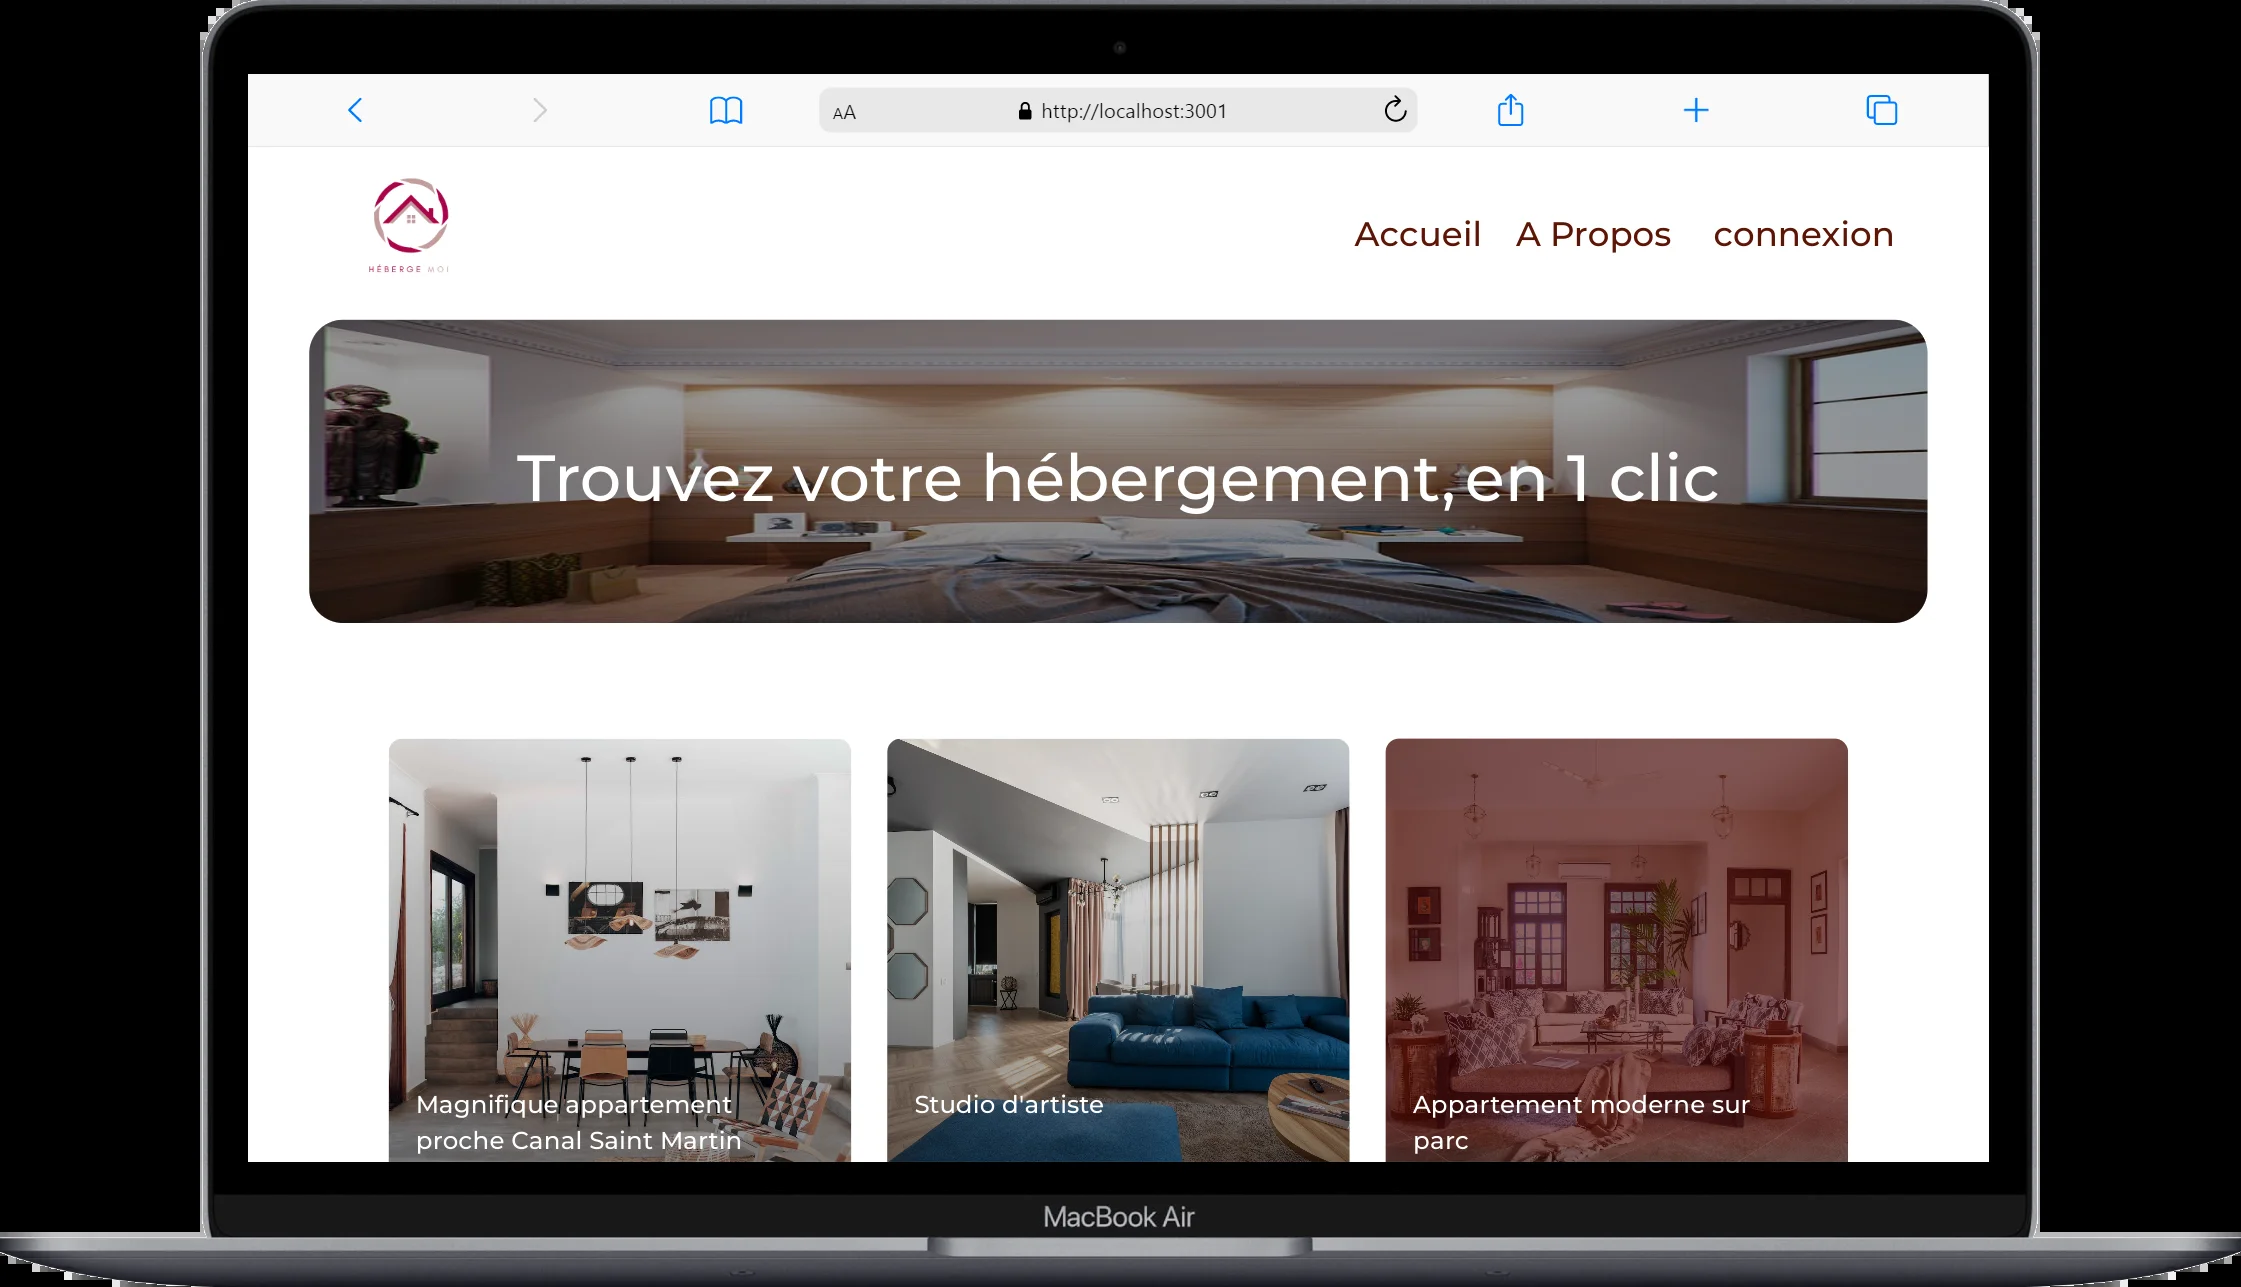 AA
http://localhost:3001
HÉBERGE MOI
Accueil A Propos connexion
Trouvez votre hébergement, en 1 clic
Magnifique appartement
proche Canal Saint Martin
Studio d'artiste
Appartement moderne sur
parc
MacBook Air